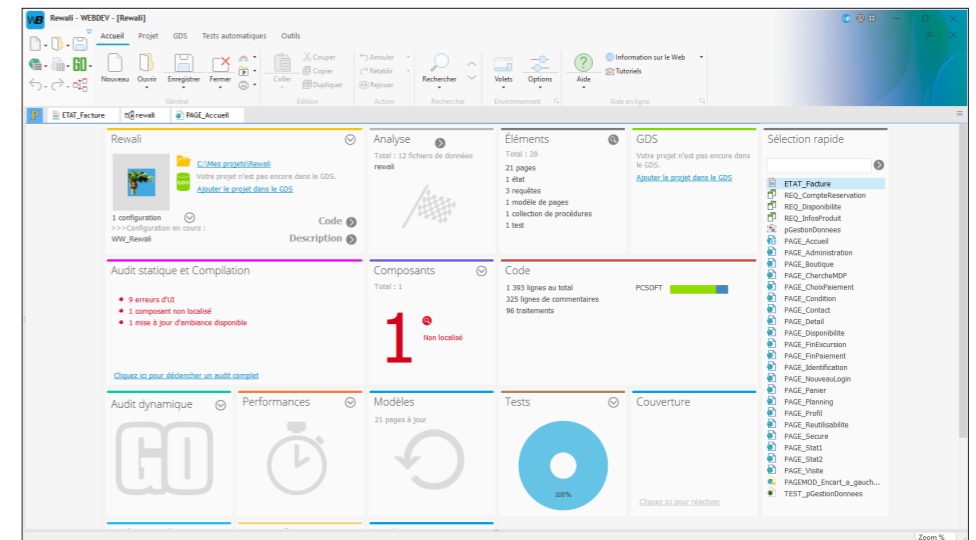 Rewali - WEBDEV - [Rewali]
Accueil Projet GDS Tests automatiques Outils
Nouveau Ouvrir Enregistrer Fermer
Coller
Couper
Copier
Dupliquer
Annuler
Rétablir
Rejouer
Rechercher
Volets Options
Aide
Information sur le Web
Tutoriels
Général Edition Action Rechercher Environnement Aide en ligne
ETAT_Facture rewali PAGE_Accueil
Rewali
C:\Mes projets\Rewali
Votre projet n'est pas encore dans le GDS.
Ajouter le projet dans le GDS
1 configuration
>>>Configuration en cours :
WW_Rewali
Code
Description
Analyse
Total : 12 fichiers de données
rewali
Éléments
Total : 28
21 pages
1 état
3 requêtes
1 modèle de pages
1 collection de procédures
1 test
GDS
Votre projet n'est pas encore dans
le GDS.
Ajouter le projet dans le GDS
Audit statique et Compilation
9 erreurs d'UI
1 composant non localisé
1 mise à jour d'ambiance disponible
Cliquez ici pour déclencher un audit complet
Composants
Total : 1
1
Non localisé
Code
1 393 lignes au total
325 lignes de commentaires
96 traitements
PCSOFT
Audit dynamique
GO
Performances
Modèles
21 pages à jour
Tests
100%
Couverture
Cliquez ici pour réactiver
Sélection rapide
ETAT_Facture
REQ_CompteReservation
REQ_Disponibilite
REQ_InfosProduit
pGestionDonnees
PAGE_Accueil
PAGE_Administration
PAGE_Boutique
PAGE_ChercheMDP
PAGE_ChoixPaiement
PAGE_Condition
PAGE_Contact
PAGE_Detail
PAGE_Disponibilite
PAGE_FinExcursion
PAGE_FinPaiement
PAGE_Identification
PAGE_NouveauLogin
PAGE_Panier
PAGE_Planning
PAGE_Profil
PAGE_Reutilisabilite
PAGE_Secure
PAGE_Stat1
PAGE_Stat2
PAGE_Visite
PAGEMOD_Encart_a_gauch...
TEST_pGestionDonnees
Zoom %